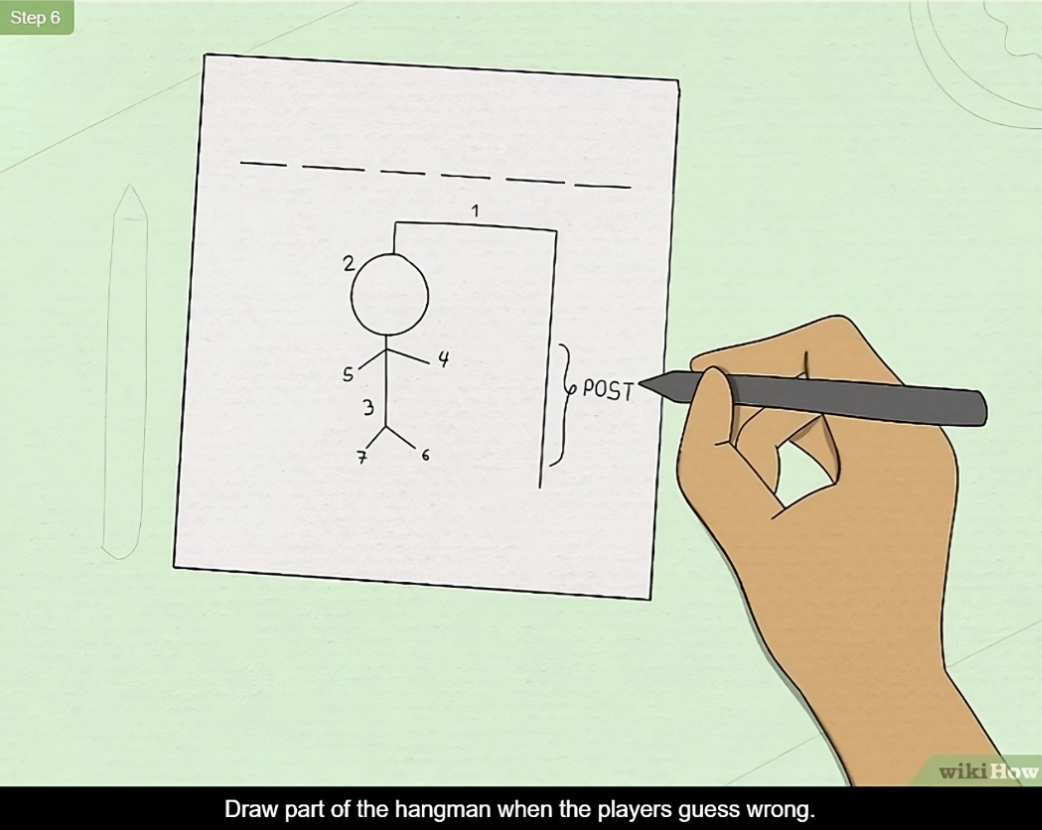 Step 6
1
2
4
5
POST
3
7 6
wikiHow
Draw part of the hangman when the players guess wrong.